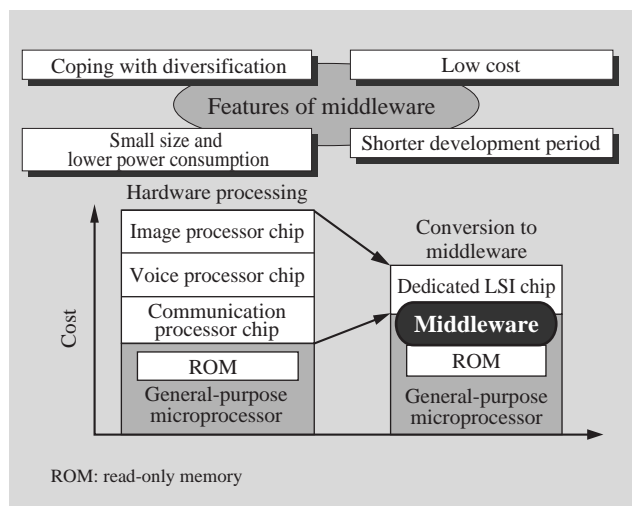 Coping with diversification
Low cost
Features of middleware
Small size and
lower power consumption
Shorter development period
Hardware processing
Image processor chip
Voice processor chip
Communication
processor chip
ROM
General-purpose
microprocessor
Conversion to
middleware
Dedicated LSI chip
Middleware
ROM
General-purpose
microprocessor
Cost
ROM: read-only memory